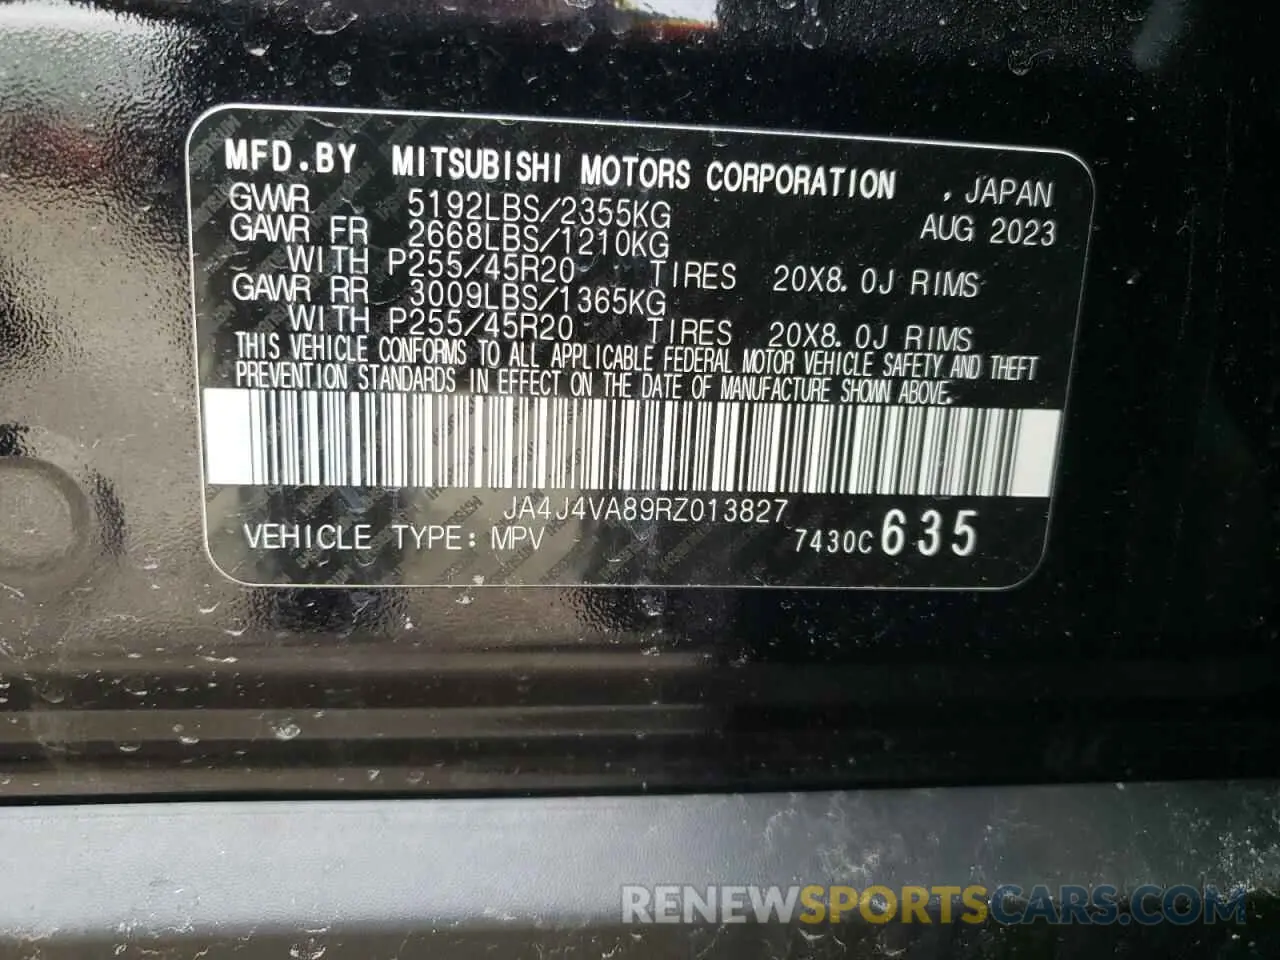 MFD.BY MITSUBISHI MOTORS CORPORATION , JAPAN
GVWR 5192LBS/2355KG AUG 2023
GAWR FR 2668LBS/1210KG
WITH P255/45R20 TIRES 20X8.0J RIMS
GAWR RR 3009LBS/1365KG
WITH P255/45R20 TIRES 20X8.0J RIMS
THIS VEHICLE CONFORMS TO ALL APPLICABLE FEDERAL MOTOR VEHICLE SAFETY AND THEFT
PREVENTION STANDARDS IN EFFECT ON THE DATE OF MANUFACTURE SHOWN ABOVE.
JA4J4VA89RZ013827
VEHICLE TYPE: MPV 7430C 635
RENEWSPORTSCARS.COM